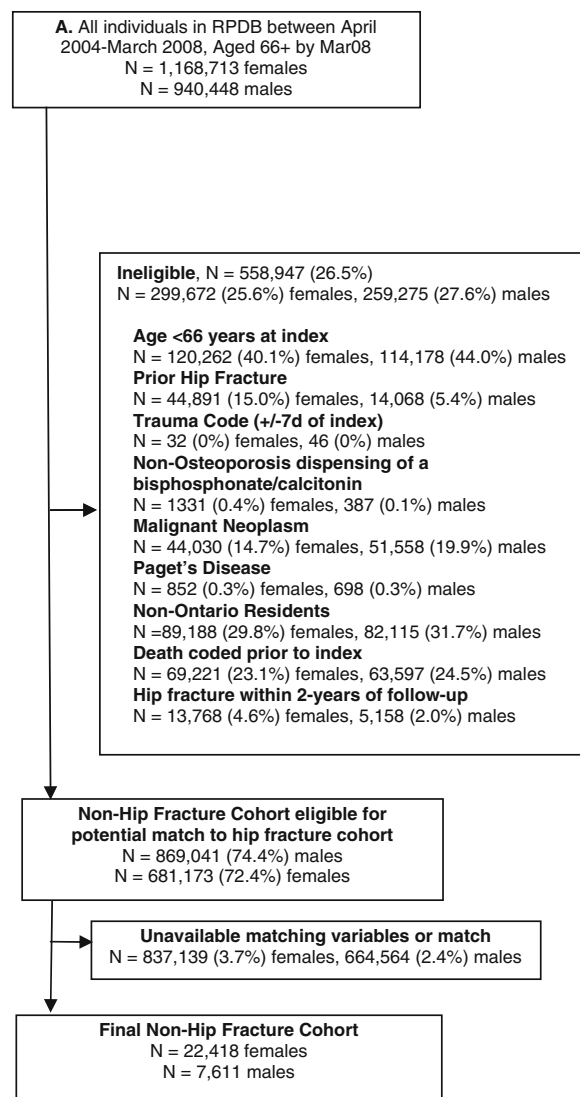 A. All individuals in RPDB between April
2004-March 2008, Aged 66+ by Mar08
N = 1,168,713 females
N = 940,448 males
Ineligible, N = 558,947 (26.5%)
N = 299,672 (25.6%) females, 259,275 (27.6%) males
Age <66 years at index
N = 120,262 (40.1%) females, 114,178 (44.0%) males
Prior Hip Fracture
N = 44,891 (15.0%) females, 14,068 (5.4%) males
Trauma Code (+/-7d of index)
N = 32 (0%) females, 46 (0%) males
Non-Osteoporosis dispensing of a
bisphosphonate/calcitonin
N = 1331 (0.4%) females, 387 (0.1%) males
Malignant Neoplasm
N = 44,030 (14.7%) females, 51,558 (19.9%) males
Paget's Disease
N = 852 (0.3%) females, 698 (0.3%) males
Non-Ontario Residents
N =89,188 (29.8%) females, 82,115 (31.7%) males
Death coded prior to index
N = 69,221 (23.1%) females, 63,597 (24.5%) males
Hip fracture within 2-years of follow-up
N = 13,768 (4.6%) females, 5,158 (2.0%) males
Non-Hip Fracture Cohort eligible for
potential match to hip fracture cohort
N = 869,041 (74.4%) males
N = 681,173 (72.4%) females
Unavailable matching variables or match
N = 837,139 (3.7%) females, 664,564 (2.4%) males
Final Non-Hip Fracture Cohort
N = 22,418 females
N = 7,611 males